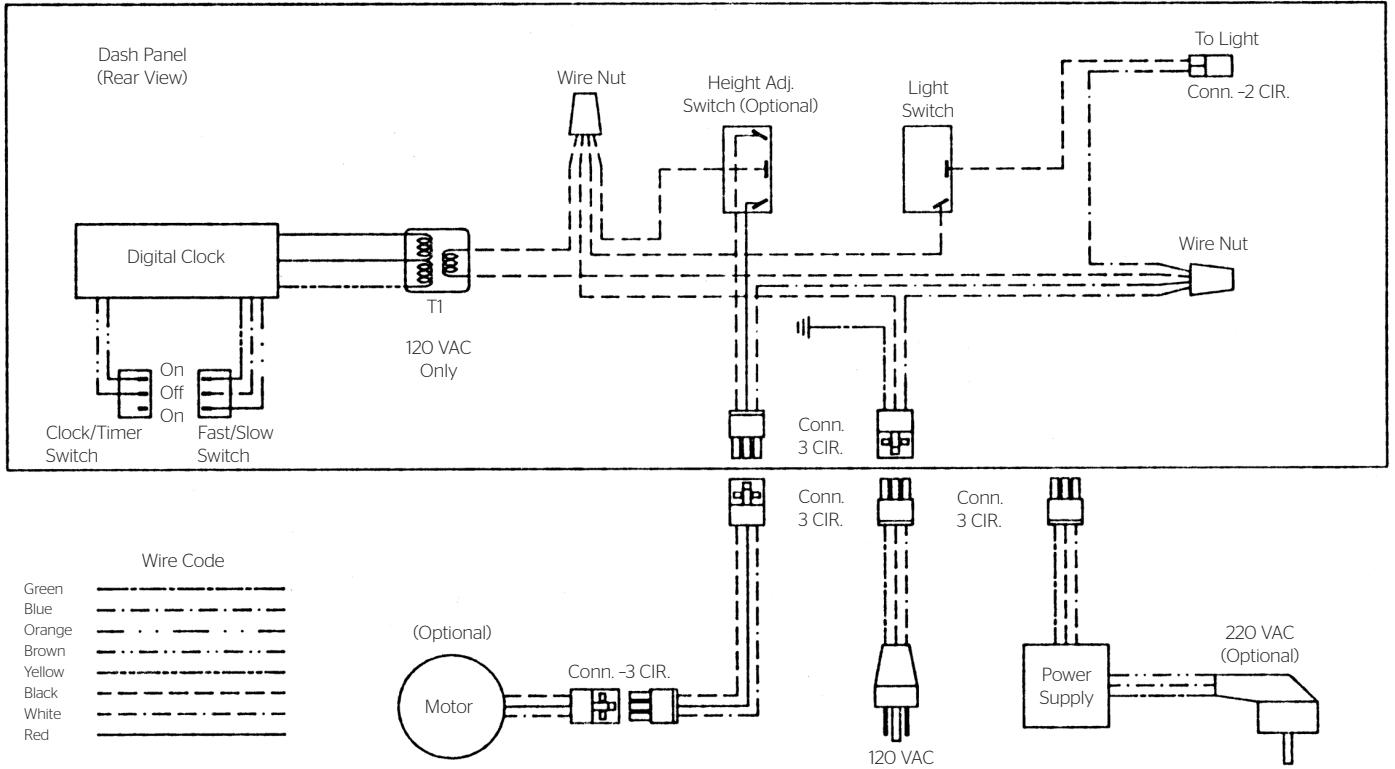 Dash Panel
(Rear View)
Wire Nut
Height Adj.
Switch (Optional)
Light
Switch
To Light
Conn. -2 CIR.
Digital Clock
T1
120 VAC
Only
Wire Nut
On
Off
On
Clock/Timer
Switch
Fast/Slow
Switch
Conn.
3 CIR.
Conn.
3 CIR.
Conn.
3 CIR.
Wire Code
Green
Blue
Orange
Brown
Yellow
Black
White
Red
(Optional)
Motor
Conn. -3 CIR.
120 VAC
Power
Supply
220 VAC
(Optional)